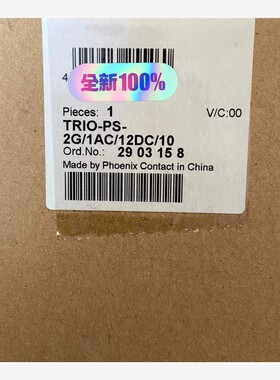 4
全新100%
Pieces: 1 V/C:00
TRIO-PS-
2G/1AC/12DC/10
Ord.No.: 29 03 15 8
Made by Phoenix Contact in China